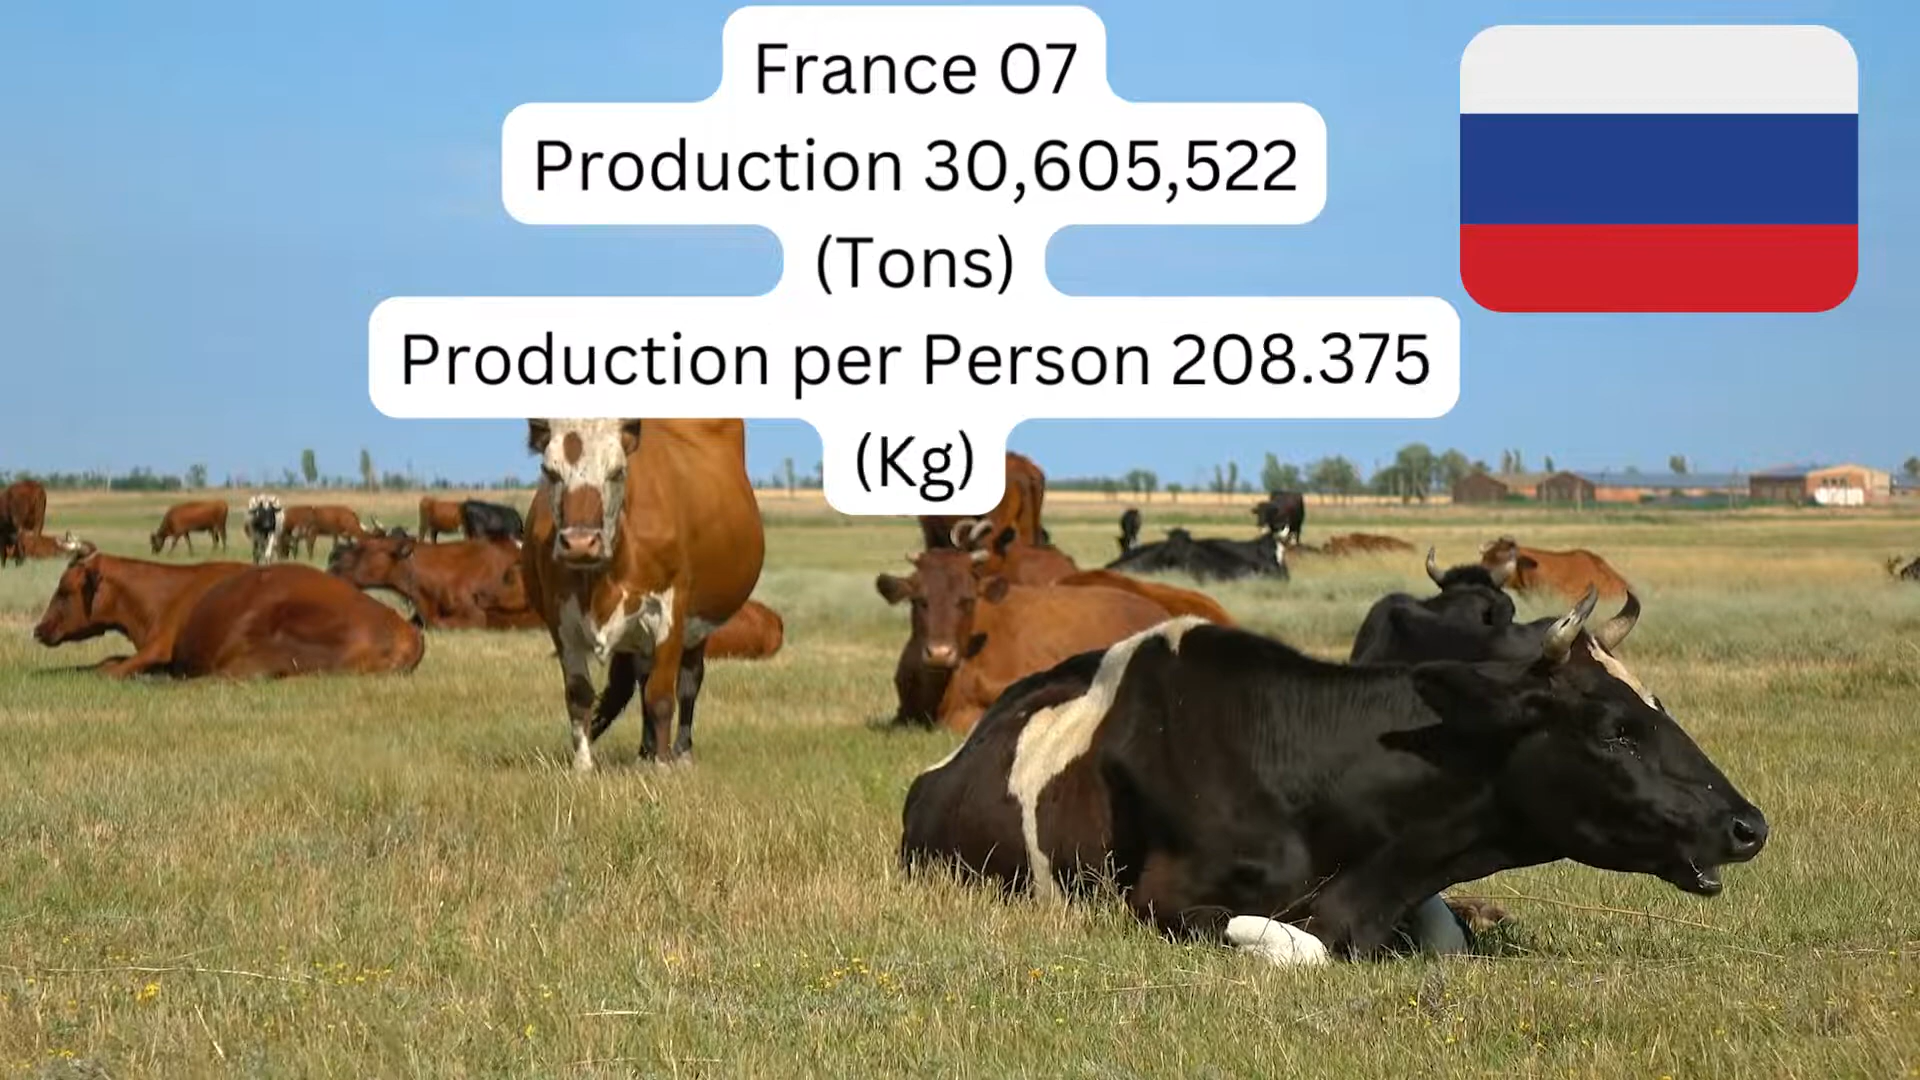 France 07
Production 30,605,522
(Tons)
Production per Person 208.375
(Kg)